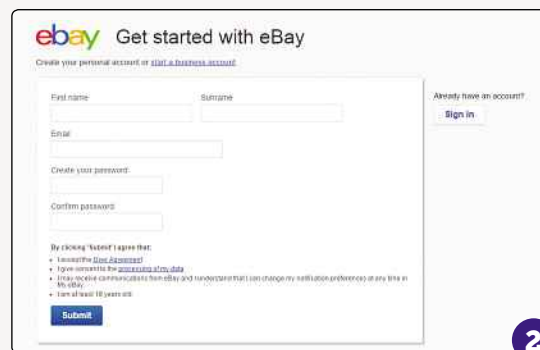 ebay Get started with eBay
Create your personal account or start a business account
First name Surname
Already have an account?
Sign in
Email
Create your password
Confirm password
By clicking 'Submit' I agree that:
I accept the User Agreement
I give consent to the processing of my data
I may receive communications from eBay and I understand that I can change my notification preferences at any time in
My eBay
I am at least 18 years old
Submit
2